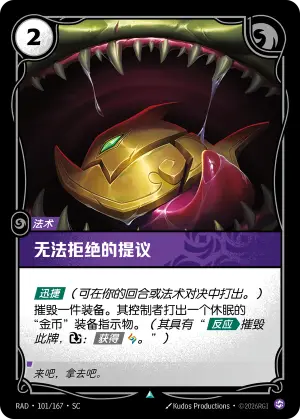 2
法术
无法拒绝的提议
迅捷（可在你的回合或法术对决中打出。）
摧毁一件装备。其控制者打出一个休眠的
“金币”装备指示物。（其具有“反应 摧毁
此牌，：获得 。”）
来吧，拿去吧。
RAD • 101/167 • SC
Kudos Productions • ©2026RGI